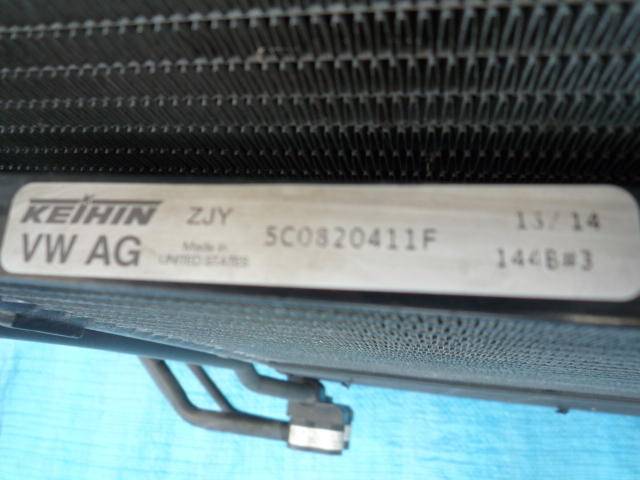 KEIHIN ZJY 5C0820411F 13/14
VW AG Made in UNITED STATES 144B#3